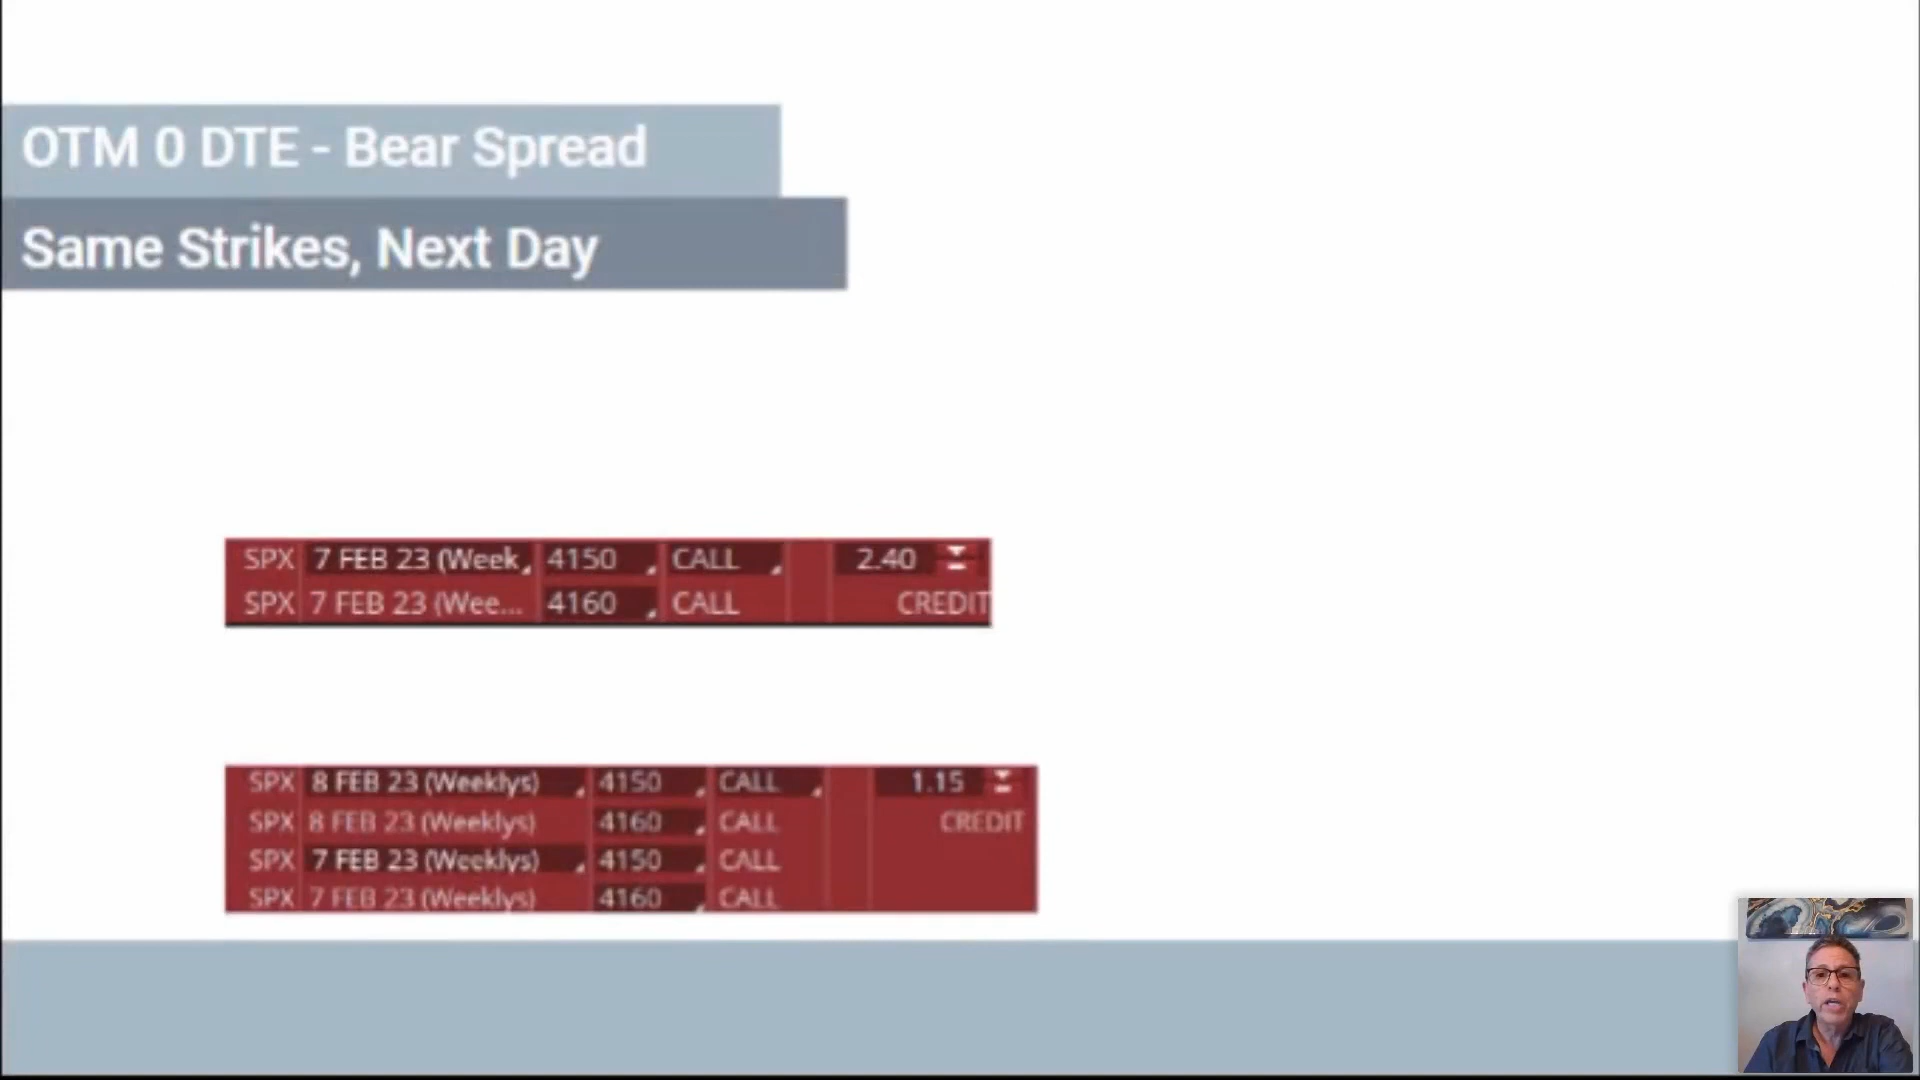 OTM 0 DTE - Bear Spread
Same Strikes, Next Day
SPX 7 FEB 23 (Week 4150 CALL 2.40
SPX 7 FEB 23 (Wee... 4160 CALL CREDIT
SPX 8 FEB 23 (Weeklys) 4150 CALL 1.15
SPX 8 FEB 23 (Weeklys) 4160 CALL CREDIT
SPX 7 FEB 23 (Weeklys) 4150 CALL
SPX 7 FEB 23 (Weeklys) 4160 CALL